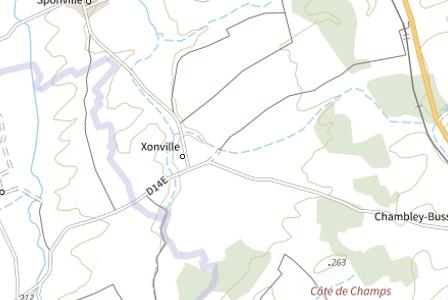 Sponville
Xonville
D14E
Chambley-Buss
263
212
Côte de Champs